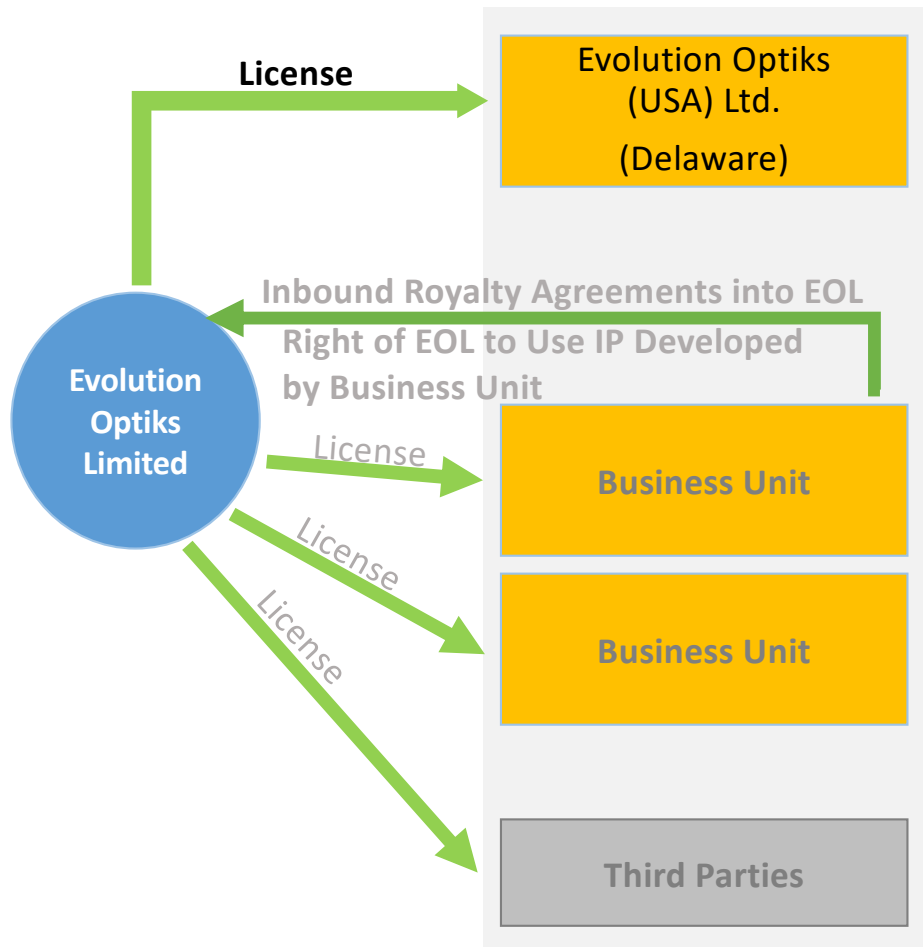 License
Evolution Optiks
(USA) Ltd.
(Delaware)
Inbound Royalty Agreements into EOL
Right of EOL to Use IP Developed
by Business Unit
Evolution
Optiks
Limited
License
Business Unit
License
Business Unit
License
Third Parties